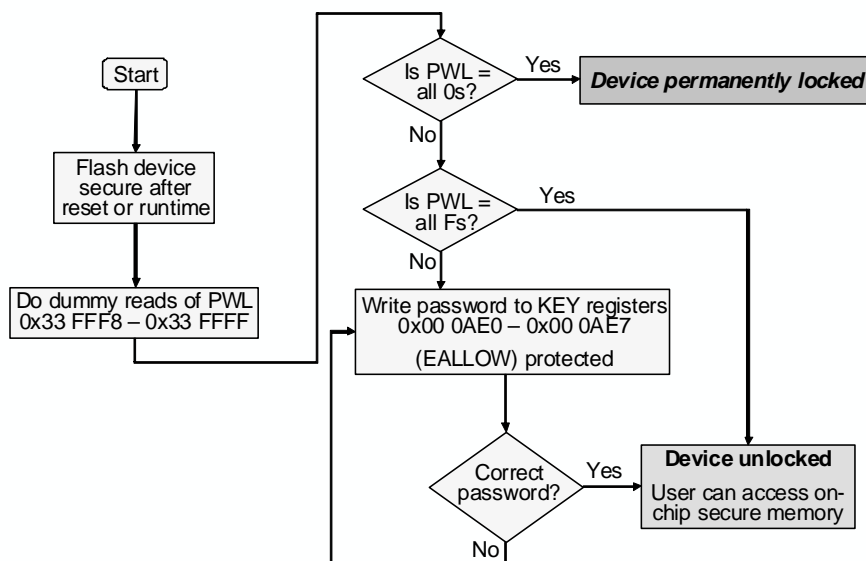 Start
Flash device
secure after
reset or runtime
Do dummy reads of PWL
0x33 FFF8 – 0x33 FFFF
Is PWL =
all 0s?
Yes
Device permanently locked
No
Is PWL =
all Fs?
Yes
No
Write password to KEY registers
0x00 0AE0 – 0x00 0AE7
(EALLOW) protected
Correct
password?
Yes
Device unlocked
User can access on-
chip secure memory
No